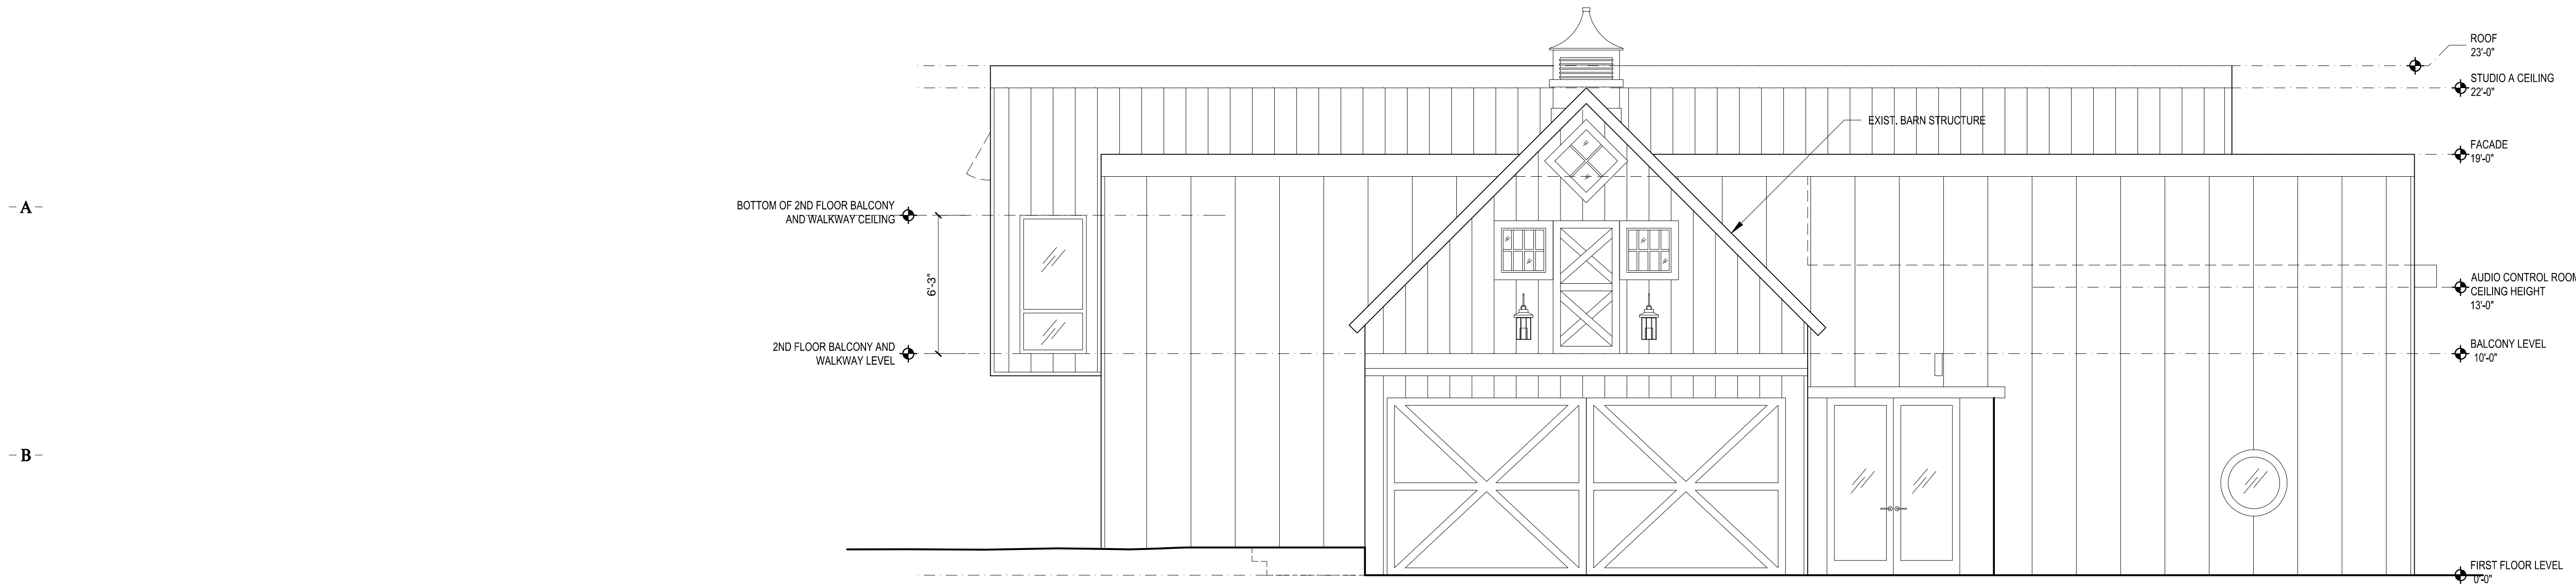 ROOF
23'-0"
STUDIO A CEILING
22'-0"
EXIST. BARN STRUCTURE
FACADE
19'-0"
A
BOTTOM OF 2ND FLOOR BALCONY
AND WALKWAY CEILING
6'-3"
AUDIO CONTROL ROOM
CEILING HEIGHT
13'-0"
2ND FLOOR BALCONY AND
WALKWAY LEVEL
BALCONY LEVEL
10'-0"
B
FIRST FLOOR LEVEL
0'-0"